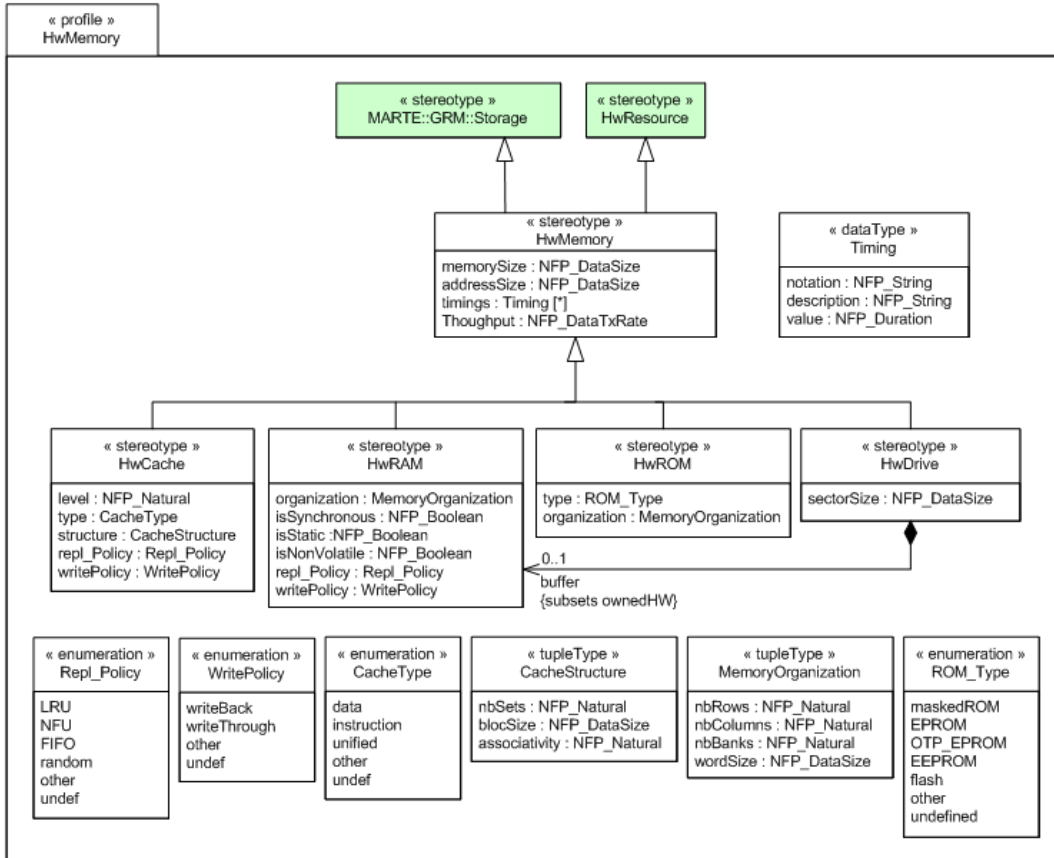 « profile »
HwMemory
« stereotype »
MARTE::GRM::Storage
« stereotype »
HwResource
« stereotype »
HwMemory
memorySize : NFP_DataSize
addressSize : NFP_DataSize
timings : Timing [*]
Thoughput : NFP_DataTxRate
« dataType »
Timing
notation : NFP_String
description : NFP_String
value : NFP_Duration
« stereotype »
HwCache
level : NFP_Natural
type : CacheType
structure : CacheStructure
repl_Policy : Repl_Policy
writePolicy : WritePolicy
« stereotype »
HwRAM
organization : MemoryOrganization
isSynchronous : NFP_Boolean
isStatic :NFP_Boolean
isNonVolatile : NFP_Boolean
repl_Policy : Repl_Policy
writePolicy : WritePolicy
« stereotype »
HwROM
type : ROM_Type
organization : MemoryOrganization
« stereotype »
HwDrive
sectorSize : NFP_DataSize
0..1
buffer
{subsets ownedHW}
« enumeration »
Repl_Policy
LRU
NFU
FIFO
random
other
undef
« enumeration »
WritePolicy
writeBack
writeThrough
other
undef
« enumeration »
CacheType
data
instruction
unified
other
undef
« tupleType »
CacheStructure
nbSets : NFP_Natural
blocSize : NFP_DataSize
associativity : NFP_Natural
« tupleType »
MemoryOrganization
nbRows : NFP_Natural
nbColumns : NFP_Natural
nbBanks : NFP_Natural
wordSize : NFP_DataSize
« enumeration »
ROM_Type
maskedROM
EPROM
OTP_EPROM
EEPROM
flash
other
undefined